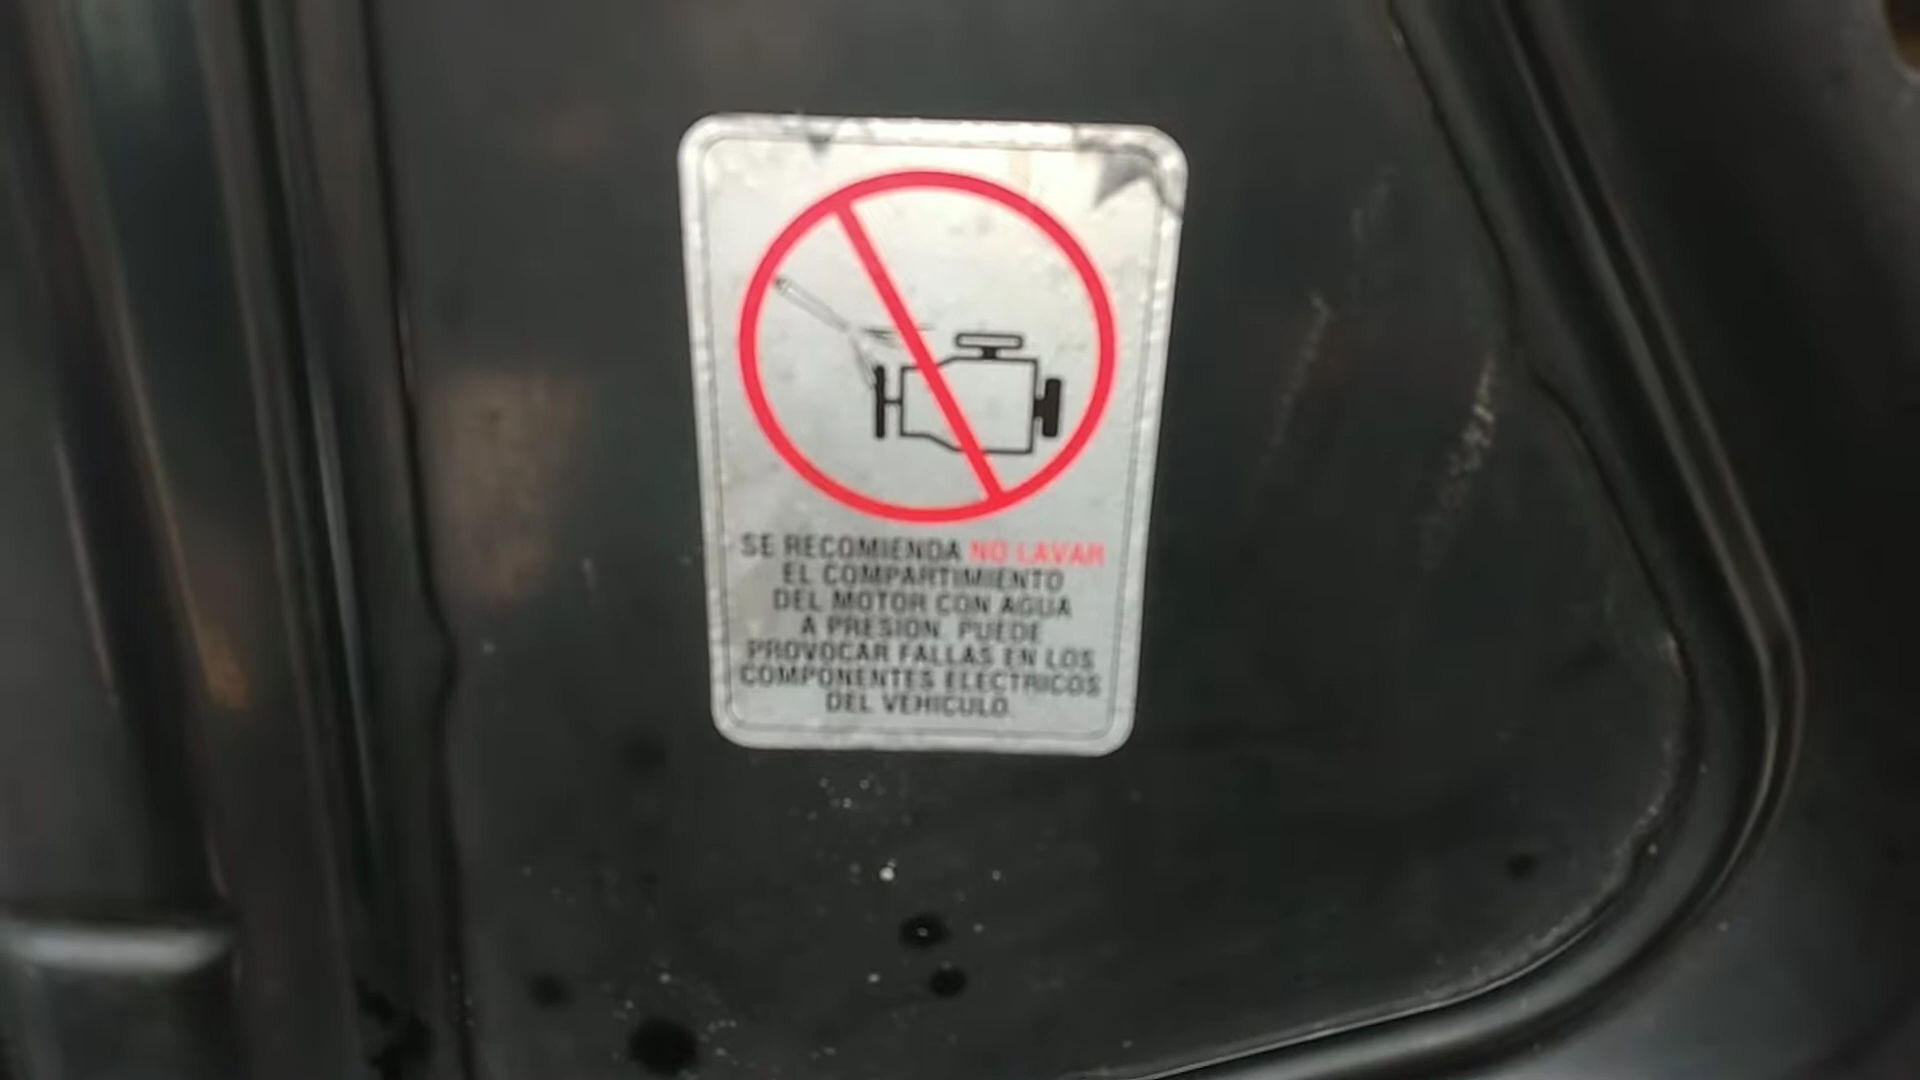 SE RECOMIENDA NO LAVAR
EL COMPARTIMIENTO
DEL MOTOR CON AGUA
A PRESION. PUEDE
PROVOCAR FALLAS EN LOS
COMPONENTES ELECTRICOS
DEL VEHICULO.